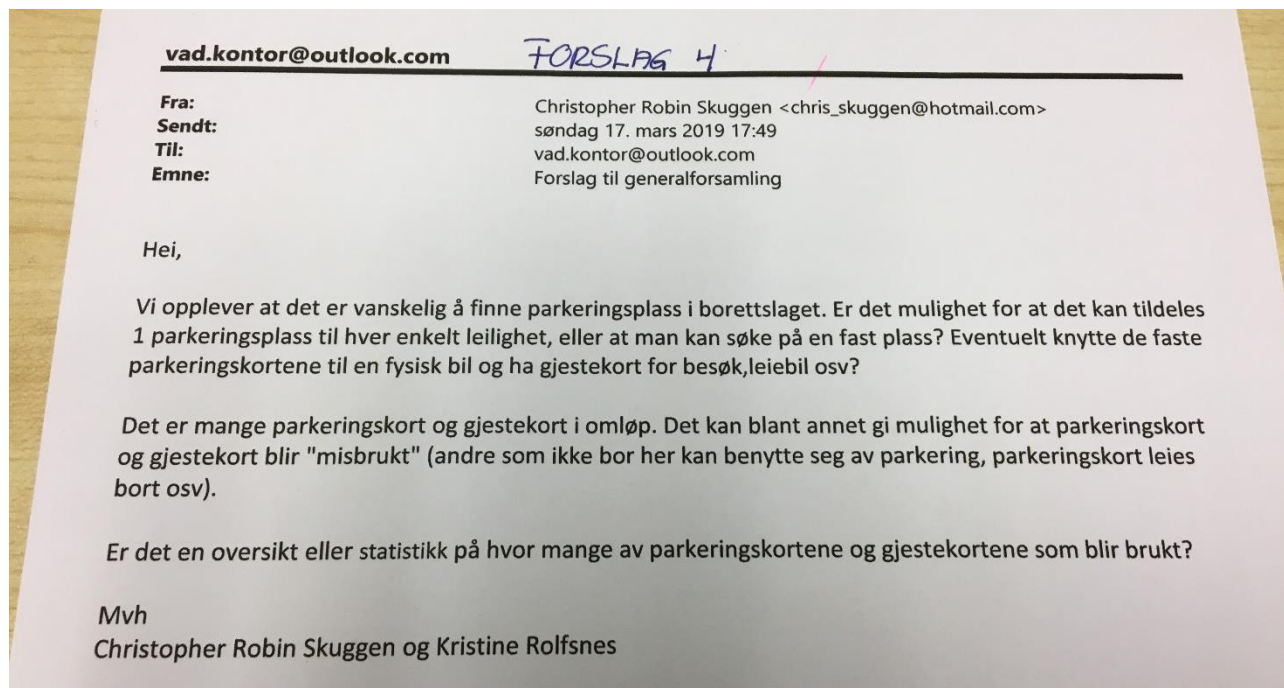 vad.kontor@outlook.com FORSLAG 4
Fra: Christopher Robin Skuggen <chris_skuggen@hotmail.com>
Sendt: søndag 17. mars 2019 17:49
Til: vad.kontor@outlook.com
Emne: Forslag til generalforsamling
Hei,
Vi opplever at det er vanskelig å finne parkeringsplass i borettslaget. Er det mulighet for at det kan tildeles
1 parkeringsplass til hver enkelt leilighet, eller at man kan søke på en fast plass? Eventuelt knytte de faste
parkeringskortene til en fysisk bil og ha gjestekort for besøk,leiebil osv?
Det er mange parkeringskort og gjestekort i omløp. Det kan blant annet gi mulighet for at parkeringskort
og gjestekort blir "misbrukt" (andre som ikke bor her kan benytte seg av parkering, parkeringskort leies
bort osv).
Er det en oversikt eller statistikk på hvor mange av parkeringskortene og gjestekortene som blir brukt?
Mvh
Christopher Robin Skuggen og Kristine Rolfsnes